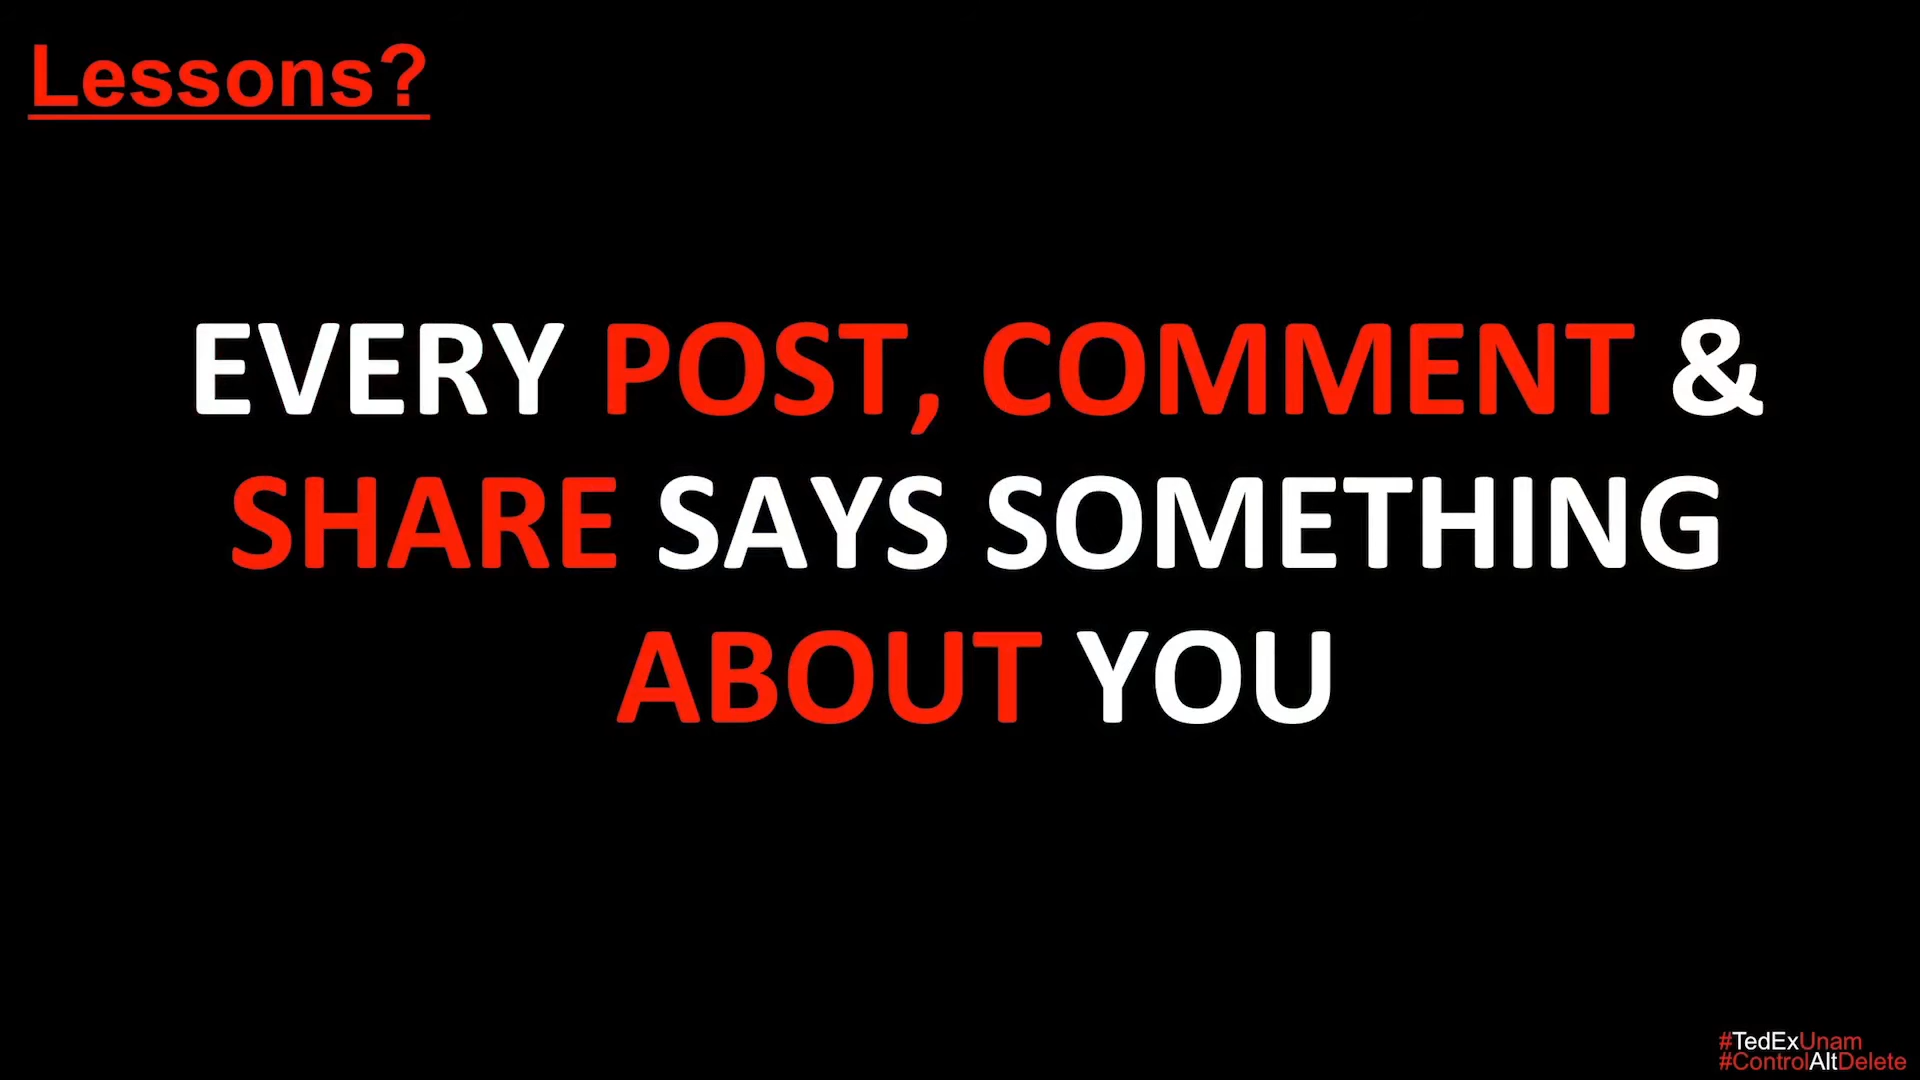 Lessons?
EVERY POST, COMMENT &
SHARE SAYS SOMETHING
ABOUT YOU
#TedExUnam
#ControlAltDelete